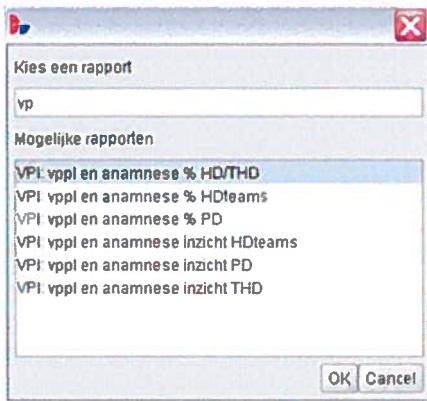 Kies een rapport
vp
Mogelijke rapporten
VPI: vppl en anamnese % HD/THD
VPI: vppl en anamnese % HDteams
VPI: vppl en anamnese % PD
VPI: vppl en anamnese inzicht HDteams
VPI: vppl en anamnese inzicht PD
VPI: vppl en anamnese inzicht THD
OK Cancel